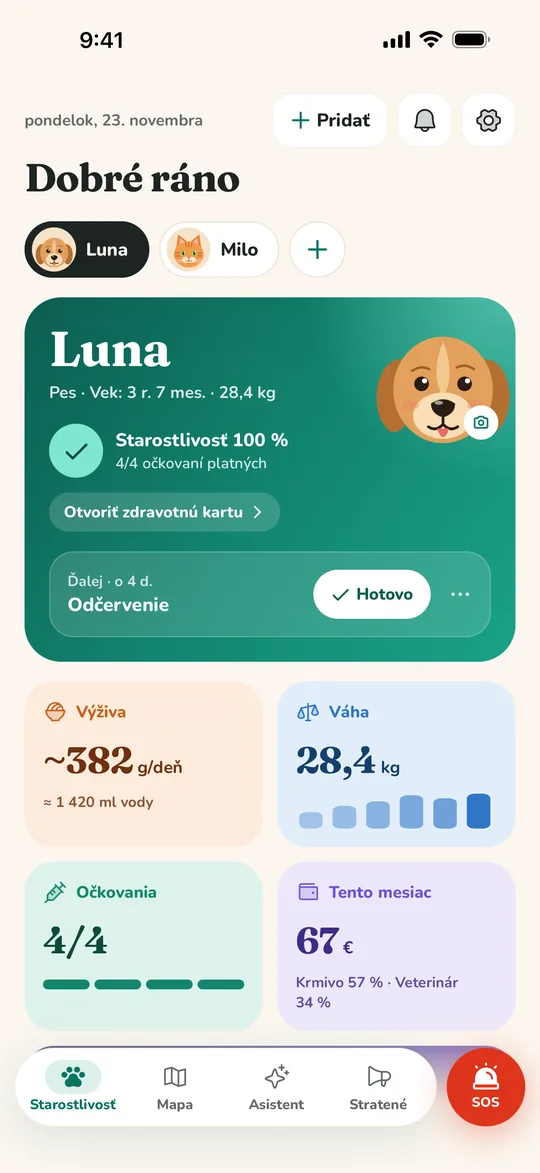 9:41
pondelok, 23. novembra
Pridať
Dobré ráno
Luna
Milo
Luna
Pes · Vek: 3 r. 7 mes. · 28,4 kg
Starostlivosť 100 %
4/4 očkovaní platných
Otvoriť zdravotnú kartu
Ďalej · o 4 d.
Odčervenie
Hotovo
Výživa
~382 g/deň
≈ 1 420 ml vody
Váha
28,4 kg
Očkovania
4/4
Tento mesiac
67 €
Krmivo 57 % · Veterinár
34 %
Starostlivosť
Mapa
Asistent
Stratené
SOS